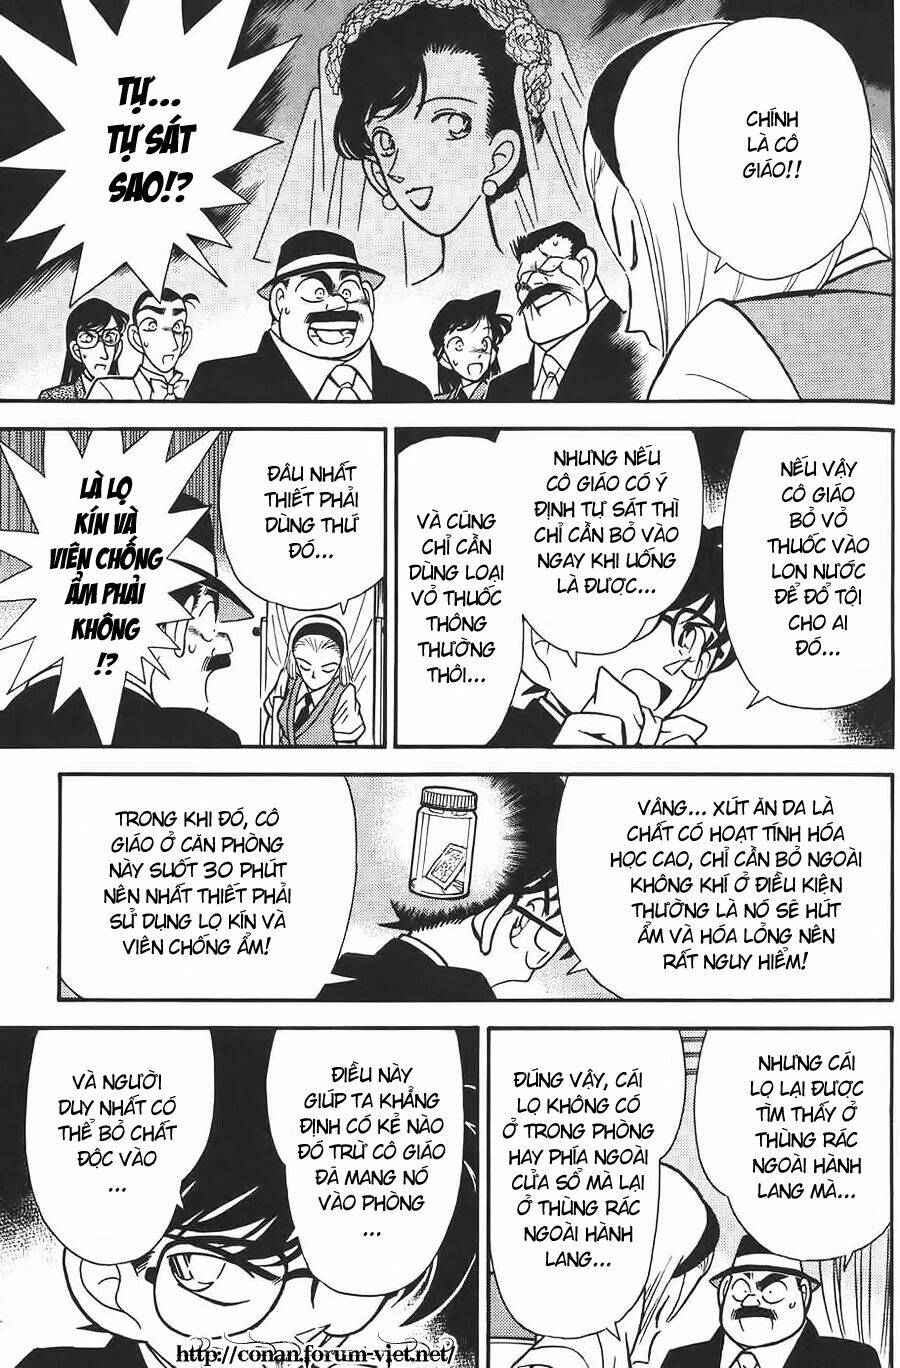 CHÍNH
LÀ CÔ
GIÁO!!
TỰ...
TỰ SÁT
SAO!?
NẾU VẬY
CÔ GIÁO
BỎ VỎ
THUỐC VÀO
LON NƯỚC
ĐỂ ĐỔ TỘI
CHO AI
ĐÓ...
NHƯNG NẾU
CÔ GIÁO CÓ Ý
ĐỊNH TỰ SÁT THÌ
CHỈ CẦN BỎ VÀO
NGAY KHI UỐNG
LÀ ĐƯỢC...
VÀ CŨNG
CHỈ CẦN
DÙNG LOẠI
VỎ THUỐC
THÔNG
THƯỜNG
THÔI...
ĐÂU NHẤT
THIẾT PHẢI
DÙNG THỨ
ĐÓ...
LÀ LỌ
KÍN VÀ
VIÊN CHỐNG
ẨM PHẢI
KHÔNG
!?
VÂNG... XÚT ĂN DA LÀ
CHẤT CÓ HOẠT TÍNH HÓA
HỌC CAO, CHỈ CẦN BỎ NGOÀI
KHÔNG KHÍ Ở ĐIỀU KIỆN
THƯỜNG LÀ NÓ SẼ HÚT
ẨM VÀ HÓA LỎNG NÊN
RẤT NGUY HIỂM!
TRONG KHI ĐÓ, CÔ
GIÁO Ở CĂN PHÒNG
NÀY SUỐT 30 PHÚT
NÊN NHẤT THIẾT PHẢI
SỬ DỤNG LỌ KÍN VÀ
VIÊN CHỐNG ẨM!
NHƯNG CÁI
LỌ LẠI ĐƯỢC
TÌM THẤY Ở
THÙNG RÁC
NGOÀI HÀNH
LANG MÀ...
ĐÚNG VẬY, CÁI
LỌ KHÔNG CÓ
Ở TRONG PHÒNG
HAY PHÍA NGOÀI
CỬA SỔ MÀ LẠI
Ở THÙNG RÁC
NGOÀI HÀNH
LANG...
ĐIỀU NÀY
GIÚP TA KHẲNG
ĐỊNH CÓ KẺ NÀO
ĐÓ TRỪ CÔ GIÁO
ĐÃ MANG NÓ
VÀO PHÒNG
...
VÀ NGƯỜI
DUY NHẤT CÓ
THỂ BỎ CHẤT
ĐỘC VÀO
...
http://conan.forum-viet.net/